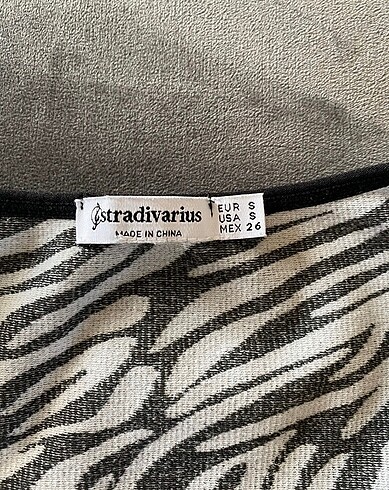 stradivarius
MADE IN CHINA
EUR S
USA S
MEX 26